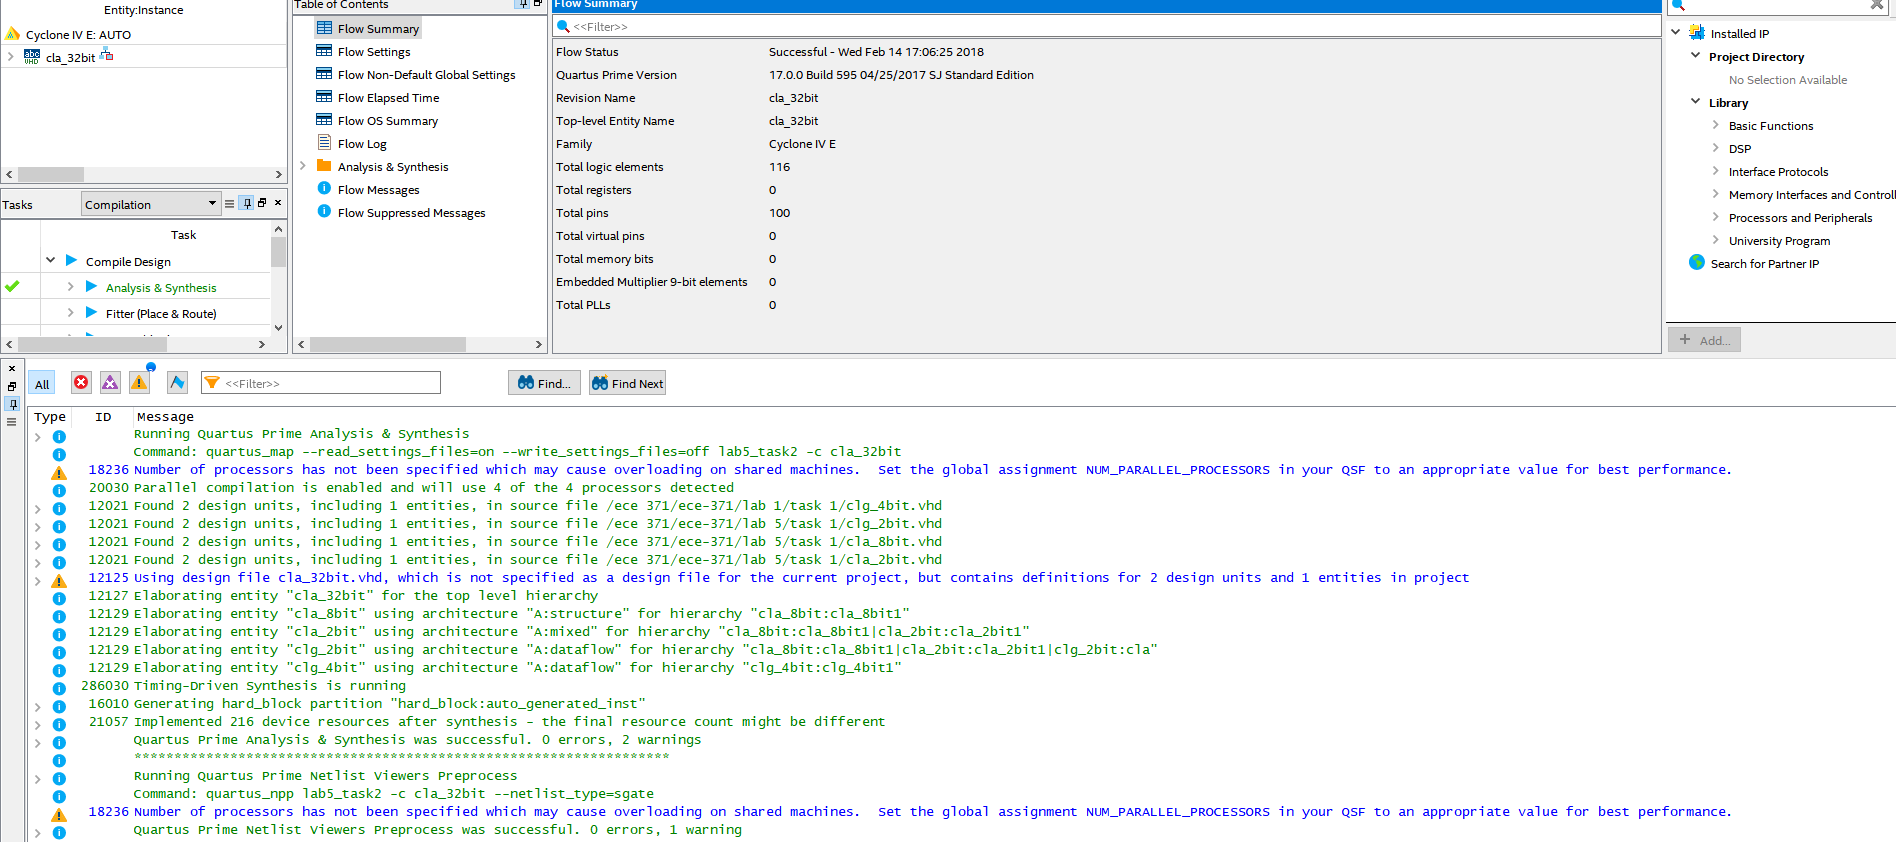 Entity:Instance
Cyclone IV E: AUTO
abc
VHD
cla_32bit
Tasks
Compilation
Task
Compile Design
Analysis & Synthesis
Fitter (Place & Route)
Table of Contents
Flow Summary
Flow Settings
Flow Non-Default Global Settings
Flow Elapsed Time
Flow OS Summary
Flow Log
Analysis & Synthesis
Flow Messages
Flow Suppressed Messages
Flow Summary
<<Filter>>
Flow Status Successful - Wed Feb 14 17:06:25 2018
Quartus Prime Version 17.0.0 Build 595 04/25/2017 SJ Standard Edition
Revision Name cla_32bit
Top-level Entity Name cla_32bit
Family Cyclone IV E
Total logic elements 116
Total registers 0
Total pins 100
Total virtual pins 0
Total memory bits 0
Embedded Multiplier 9-bit elements 0
Total PLLs 0
Installed IP
Project Directory
No Selection Available
Library
Basic Functions
DSP
Interface Protocols
Memory Interfaces and Controll
Processors and Peripherals
University Program
Search for Partner IP
+ Add...
All <<Filter>> Find... Find Next
Type ID Message
Running Quartus Prime Analysis & Synthesis
Command: quartus_map --read_settings_files=on --write_settings_files=off lab5_task2 -c cla_32bit
18236 Number of processors has not been specified which may cause overloading on shared machines.  Set the global assignment NUM_PARALLEL_PROCESSORS in your QSF to an appropriate value for best performance.
20030 Parallel compilation is enabled and will use 4 of the 4 processors detected
12021 Found 2 design units, including 1 entities, in source file /ece 371/ece-371/lab 1/task 1/clg_4bit.vhd
12021 Found 2 design units, including 1 entities, in source file /ece 371/ece-371/lab 5/task 1/clg_2bit.vhd
12021 Found 2 design units, including 1 entities, in source file /ece 371/ece-371/lab 5/task 1/cla_8bit.vhd
12021 Found 2 design units, including 1 entities, in source file /ece 371/ece-371/lab 5/task 1/cla_2bit.vhd
12125 Using design file cla_32bit.vhd, which is not specified as a design file for the current project, but contains definitions for 2 design units and 1 entities in project
12127 Elaborating entity "cla_32bit" for the top level hierarchy
12129 Elaborating entity "cla_8bit" using architecture "A:structure" for hierarchy "cla_8bit:cla_8bit1"
12129 Elaborating entity "cla_2bit" using architecture "A:mixed" for hierarchy "cla_8bit:cla_8bit1|cla_2bit:cla_2bit1"
12129 Elaborating entity "clg_2bit" using architecture "A:dataflow" for hierarchy "cla_8bit:cla_8bit1|cla_2bit:cla_2bit1|clg_2bit:cla"
12129 Elaborating entity "clg_4bit" using architecture "A:dataflow" for hierarchy "clg_4bit:clg_4bit1"
286030 Timing-Driven Synthesis is running
16010 Generating hard_block partition "hard_block:auto_generated_inst"
21057 Implemented 216 device resources after synthesis - the final resource count might be different
Quartus Prime Analysis & Synthesis was successful. 0 errors, 2 warnings
*******************************************************************
Running Quartus Prime Netlist Viewers Preprocess
Command: quartus_npp lab5_task2 -c cla_32bit --netlist_type=sgate
18236 Number of processors has not been specified which may cause overloading on shared machines.  Set the global assignment NUM_PARALLEL_PROCESSORS in your QSF to an appropriate value for best performance.
Quartus Prime Netlist Viewers Preprocess was successful. 0 errors, 1 warning